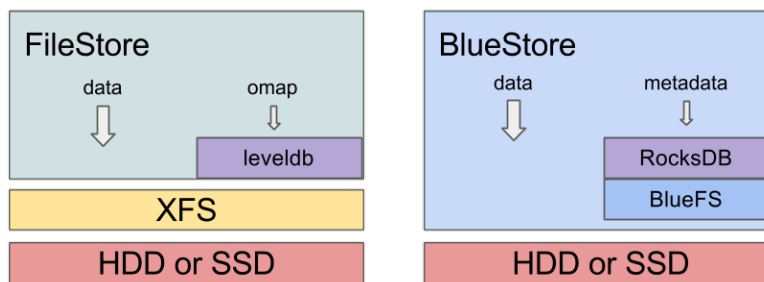 FileStore
data
omap
leveldb
XFS
HDD or SSD
BlueStore
data
metadata
RocksDB
BlueFS
HDD or SSD